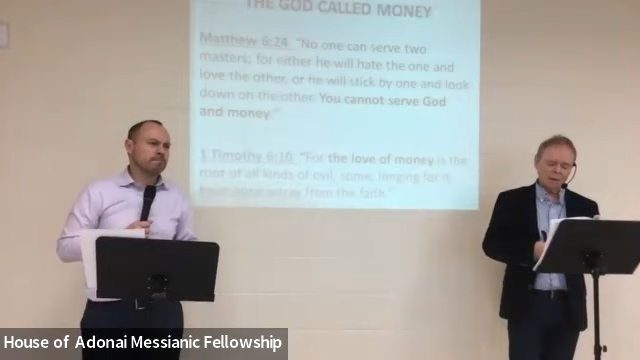 THE GOD CALLED MONEY
Matthew 6:24 "No one can serve two
masters; for either he will hate the one and
love the other, or he will stick by one and look
down on the other. You cannot serve God
and money."
1 Timothy 6:10 "For the love of money is the
root of all kinds of evil, some, longing for it
have gone astray from the faith."
House of Adonai Messianic Fellowship